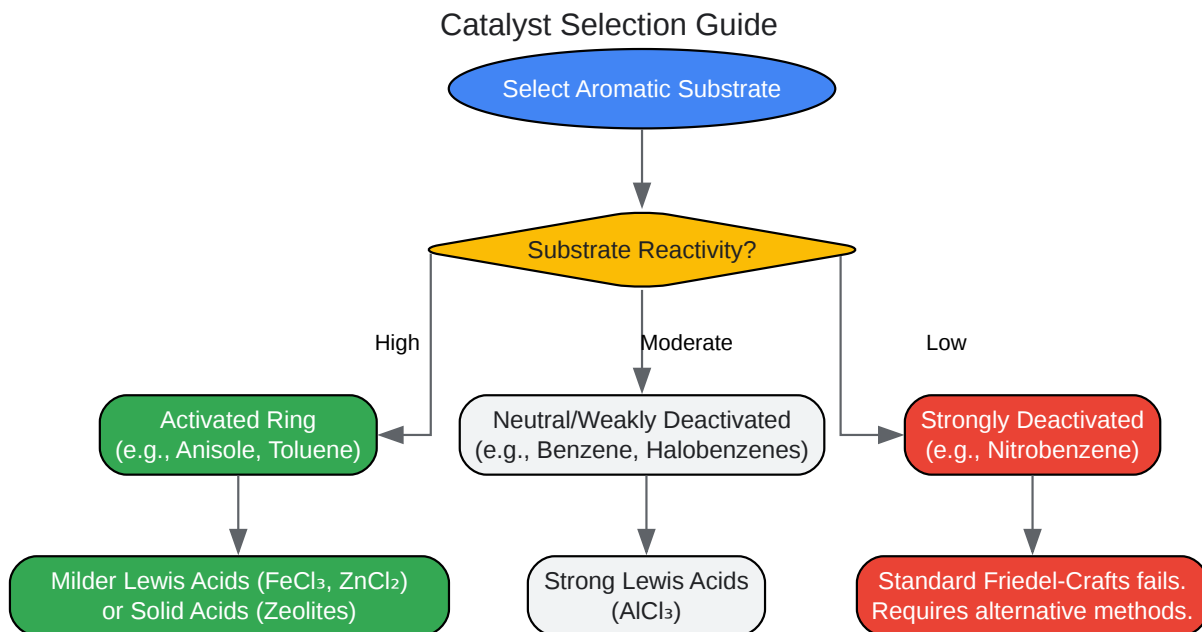 Catalyst Selection Guide
Select Aromatic Substrate
Substrate Reactivity?
High
Moderate
Low
Activated Ring
(e.g., Anisole, Toluene)
Neutral/Weakly Deactivated
(e.g., Benzene, Halobenzenes)
Strongly Deactivated
(e.g., Nitrobenzene)
Milder Lewis Acids (FeCl₃, ZnCl₂)
or Solid Acids (Zeolites)
Strong Lewis Acids
(AlCl₃)
Standard Friedel-Crafts fails.
Requires alternative methods.